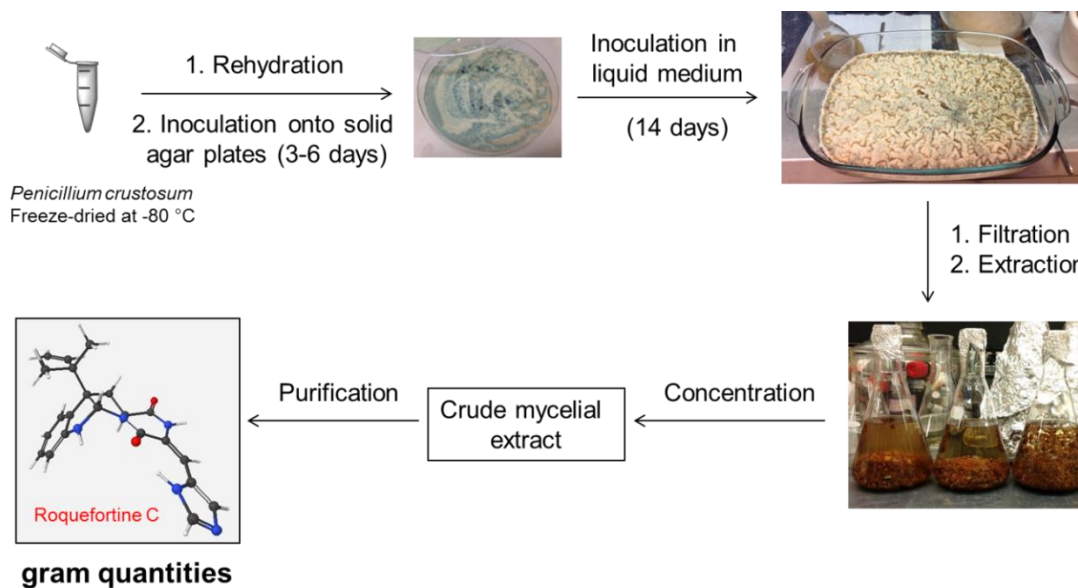 1. Rehydration
2. Inoculation onto solid
agar plates (3-6 days)
Penicillium crustosum
Freeze-dried at -80 °C
Inoculation in
liquid medium
(14 days)
1. Filtration
2. Extraction
Concentration
Crude mycelial
extract
Purification
Roquefortine C
gram quantities